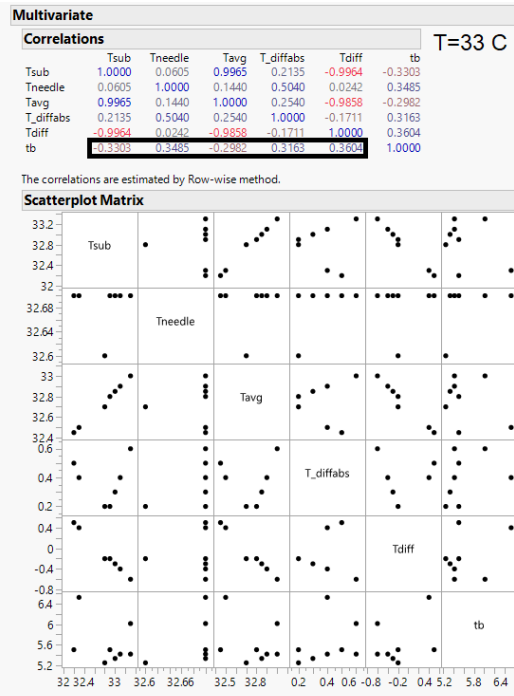 Multivariate
Correlations
T=33 C
Tsub Tneedle Tavg T_diffabs Tdiff tb
Tsub 1.0000 0.0605 0.9965 0.2135 -0.9964 -0.3303
Tneedle 0.0605 1.0000 0.1440 0.5040 0.0242 0.3485
Tavg 0.9965 0.1440 1.0000 0.2540 -0.9858 -0.2982
T_diffabs 0.2135 0.5040 0.2540 1.0000 -0.1711 0.3163
Tdiff -0.9964 0.0242 -0.9858 -0.1711 1.0000 0.3604
tb -0.3303 0.3485 -0.2982 0.3163 0.3604 1.0000
The correlations are estimated by Row-wise method.
Scatterplot Matrix
33.2
32.8
32.4
32
Tsub
32.68
32.64
32.6
Tneedle
33
32.8
32.6
32.4
Tavg
0.6
0.4
0.2
T_diffabs
0.4
0
-0.4
-0.8
Tdiff
6.4
6
5.6
5.2
tb
32 32.4 33 32.6 32.66 32.5 32.8 0.2 0.4 0.6 -0.8 -0.2 0.4 5.2 5.8 6.4